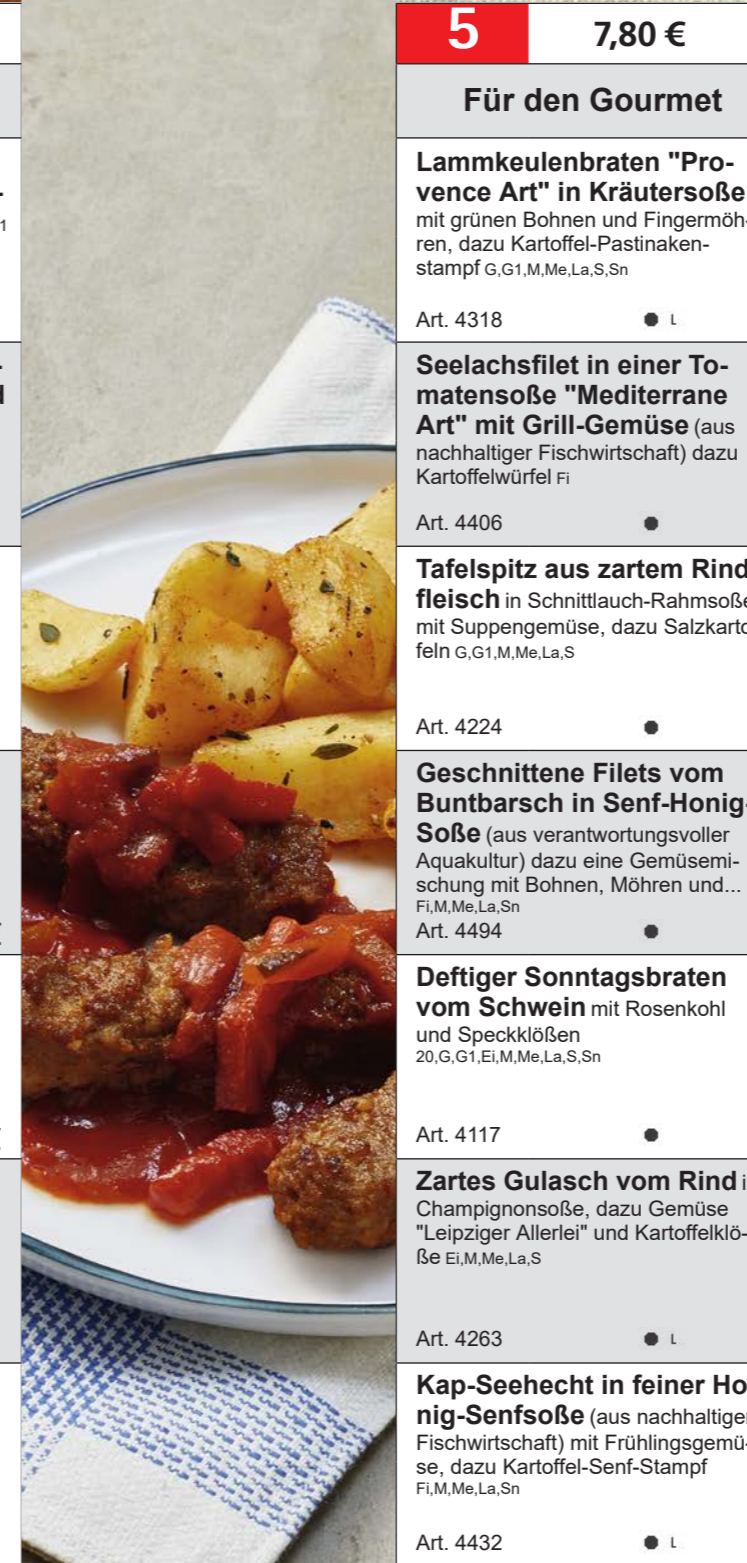 5
7,80 €
Für den Gourmet
Lammkeulenbraten "Pro-
vence Art" in Kräutersoße
mit grünen Bohnen und Fingermöh-
ren, dazu Kartoffel-Pastinaken-
stampf G,G1,M,Me,La,S,Sn
Art. 4318 L
Seelachsfilet in einer To-
matensoße "Mediterrane
Art" mit Grill-Gemüse (aus
nachhaltiger Fischwirtschaft) dazu
Kartoffelwürfel Fi
Art. 4406
Tafelspitz aus zartem Rind
fleisch in Schnittlauch-Rahmsoße
mit Suppengemüse, dazu Salzkarto
feln G,G1,M,Me,La,S
Art. 4224
Geschnittene Filets vom
Buntbarsch in Senf-Honig-
Soße (aus verantwortungsvoller
Aquakultur) dazu eine Gemüsemi-
schung mit Bohnen, Möhren und...
Fi,M,Me,La,Sn
Art. 4494
Deftiger Sonntagsbraten
vom Schwein mit Rosenkohl
und Speckklößen
20,G,G1,Ei,M,Me,La,S,Sn
Art. 4117
Zartes Gulasch vom Rind i
Champignonsoße, dazu Gemüse
"Leipziger Allerlei" und Kartoffelklö-
ße Ei,M,Me,La,S
Art. 4263 L
Kap-Seehecht in feiner Ho
nig-Senfsoße (aus nachhaltiger
Fischwirtschaft) mit Frühlingsgemü-
se, dazu Kartoffel-Senf-Stampf
Fi,M,Me,La,Sn
Art. 4432 L